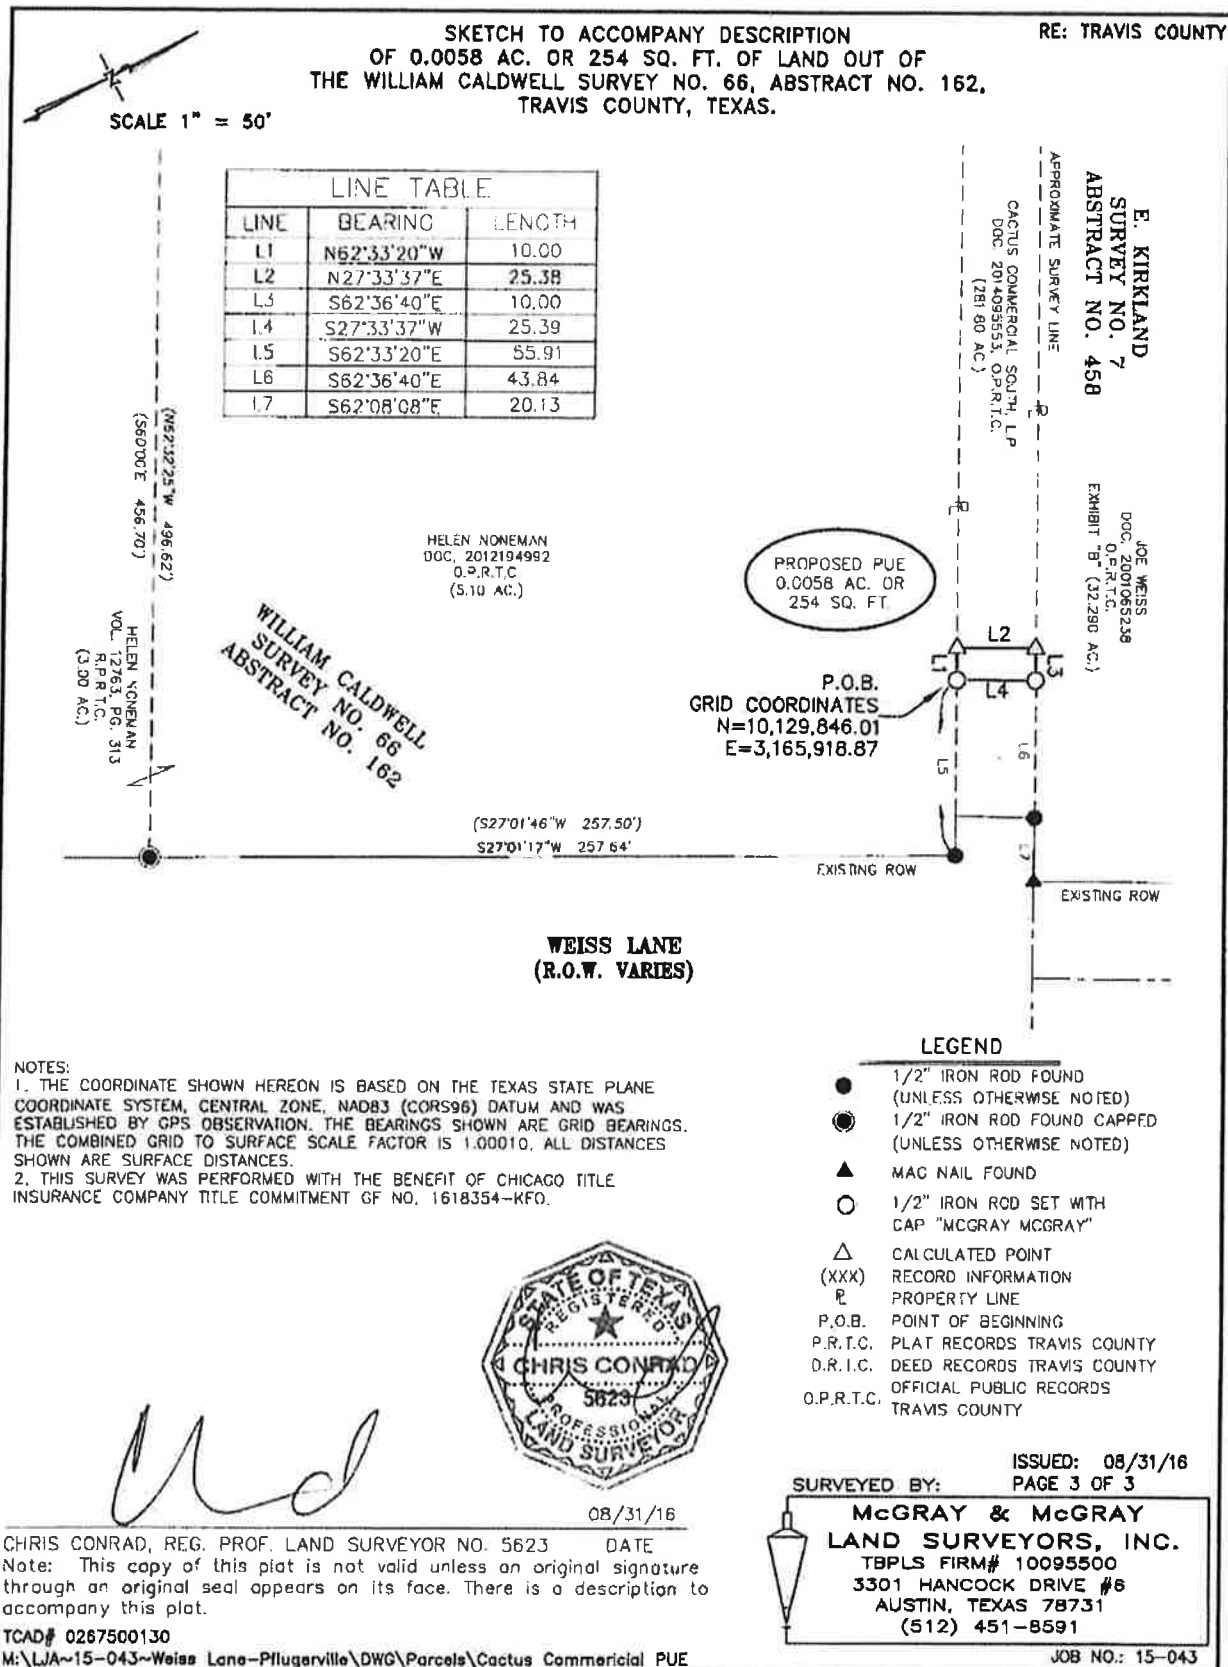 SKETCH TO ACCOMPANY DESCRIPTION
OF 0.0058 AC. OR 254 SQ. FT. OF LAND OUT OF
THE WILLIAM CALDWELL SURVEY NO. 66, ABSTRACT NO. 162,
TRAVIS COUNTY, TEXAS.
RE: TRAVIS COUNTY
SCALE 1" = 50'
LINE TABLE
LINE BEARING LENGTH
L1 N62°33'20"W 10.00
L2 N27°33'37"E 25.38
L3 S62°36'40"E 10.00
L4 S27°33'37"W 25.39
L5 S62°33'20"E 55.91
L6 S62°36'40"E 43.84
L7 S62°08'08"E 20.13
E. KIRKLAND
SURVEY NO. 7
ABSTRACT NO. 458
APPROXIMATE SURVEY LINE
CACTUS COMMERCIAL SOUTH, LP
DOC. 2014095553, O.P.R.T.C.
(281.80 AC.)
JOE WEISS
DOC. 2001065238
O.P.R.T.C.
EXHIBIT "B" (32.290 AC.)
(N62°32'25"W 496.62')
(S60°00'E 456.70')
HELEN NONEMAN
DOC. 2012194992
O.P.R.T.C
(5.10 AC.)
PROPOSED PUE
0.0058 AC. OR
254 SQ. FT.
WILLIAM CALDWELL
SURVEY NO. 66
ABSTRACT NO. 162
HELEN NONEMAN
VOL. 12763, PG. 313
R.P.R.T.C.
(3.00 AC.)
L2
L1
L3
L4
P.O.B.
GRID COORDINATES
N=10,129,846.01
E=3,165,918.87
L5
L6
L7
(S27°01'46"W 257.50')
S27°01'17"W 257.64'
EXISTING ROW
EXISTING ROW
WEISS LANE
(R.O.W. VARIES)
NOTES:
1. THE COORDINATE SHOWN HEREON IS BASED ON THE TEXAS STATE PLANE
COORDINATE SYSTEM, CENTRAL ZONE, NAD83 (CORS96) DATUM AND WAS
ESTABLISHED BY GPS OBSERVATION. THE BEARINGS SHOWN ARE GRID BEARINGS.
THE COMBINED GRID TO SURFACE SCALE FACTOR IS 1.00010. ALL DISTANCES
SHOWN ARE SURFACE DISTANCES.
2. THIS SURVEY WAS PERFORMED WITH THE BENEFIT OF CHICAGO TITLE
INSURANCE COMPANY TITLE COMMITMENT GF NO. 1618354-KFO.
LEGEND
1/2" IRON ROD FOUND
(UNLESS OTHERWISE NOTED)
1/2" IRON ROD FOUND CAPPED
(UNLESS OTHERWISE NOTED)
MAG NAIL FOUND
1/2" IRON ROD SET WITH
CAP "MCGRAY MCGRAY"
CALCULATED POINT
(XXX) RECORD INFORMATION
PL PROPERTY LINE
P.O.B. POINT OF BEGINNING
P.R.T.C. PLAT RECORDS TRAVIS COUNTY
D.R.T.C. DEED RECORDS TRAVIS COUNTY
O.P.R.T.C. OFFICIAL PUBLIC RECORDS
TRAVIS COUNTY
STATE OF TEXAS
REGISTERED
CHRIS CONRAD
5623
PROFESSIONAL
LAND SURVEYOR
08/31/16
CHRIS CONRAD, REG. PROF. LAND SURVEYOR NO. 5623 DATE
Note: This copy of this plat is not valid unless an original signature
through an original seal appears on its face. There is a description to
accompany this plat.
TCAD# 0267500130
M:\LJA~15-043~Weiss Lane-Pflugerville\DWG\Parcels\Cactus Commericial PUE
ISSUED: 08/31/16
SURVEYED BY: PAGE 3 OF 3
McGRAY & McGRAY
LAND SURVEYORS, INC.
TBPLS FIRM# 10095500
3301 HANCOCK DRIVE #6
AUSTIN, TEXAS 78731
(512) 451-8591
JOB NO.: 15-043